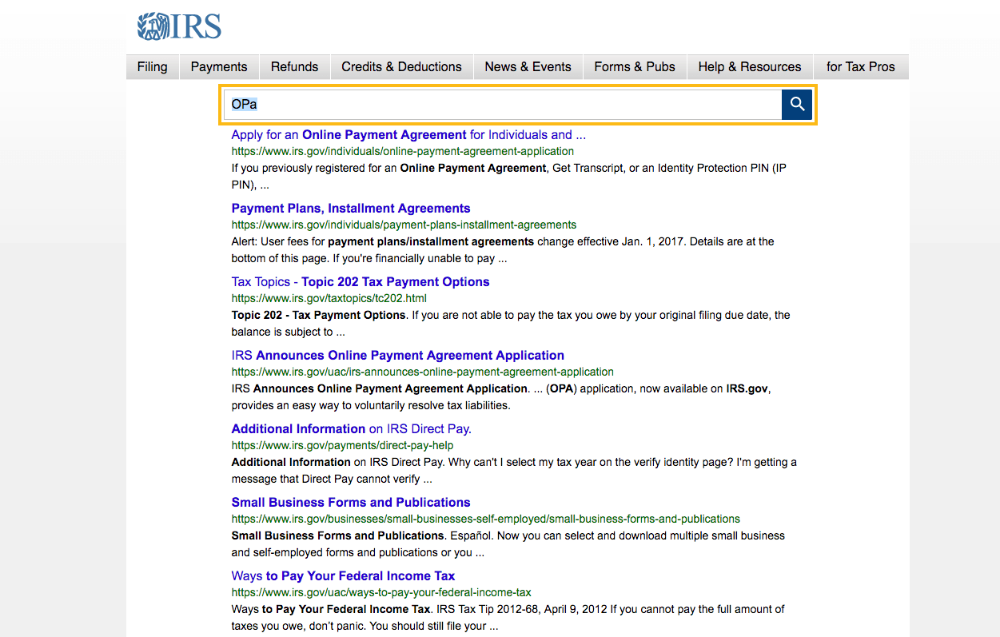 IRS
Filing Payments Refunds Credits & Deductions News & Events Forms & Pubs Help & Resources for Tax Pros
OPa
Apply for an Online Payment Agreement for Individuals and ...
https://www.irs.gov/individuals/online-payment-agreement-application
If you previously registered for an Online Payment Agreement, Get Transcript, or an Identity Protection PIN (IP
PIN), ...
Payment Plans, Installment Agreements
https://www.irs.gov/individuals/payment-plans-installment-agreements
Alert: User fees for payment plans/installment agreements change effective Jan. 1, 2017. Details are at the
bottom of this page. If you're financially unable to pay ...
Tax Topics - Topic 202 Tax Payment Options
https://www.irs.gov/taxtopics/tc202.html
Topic 202 - Tax Payment Options. If you are not able to pay the tax you owe by your original filing due date, the
balance is subject to ...
IRS Announces Online Payment Agreement Application
https://www.irs.gov/uac/irs-announces-online-payment-agreement-application
IRS Announces Online Payment Agreement Application. ... (OPA) application, now available on IRS.gov,
provides an easy way to voluntarily resolve tax liabilities.
Additional Information on IRS Direct Pay.
https://www.irs.gov/payments/direct-pay-help
Additional Information on IRS Direct Pay. Why can't I select my tax year on the verify identity page? I'm getting a
message that Direct Pay cannot verify ...
Small Business Forms and Publications
https://www.irs.gov/businesses/small-businesses-self-employed/small-business-forms-and-publications
Small Business Forms and Publications. Español. Now you can select and download multiple small business
and self-employed forms and publications or you ...
Ways to Pay Your Federal Income Tax
https://www.irs.gov/uac/ways-to-pay-your-federal-income-tax
Ways to Pay Your Federal Income Tax. IRS Tax Tip 2012-68, April 9, 2012 If you cannot pay the full amount of
taxes you owe, don’t panic. You should still file your ...